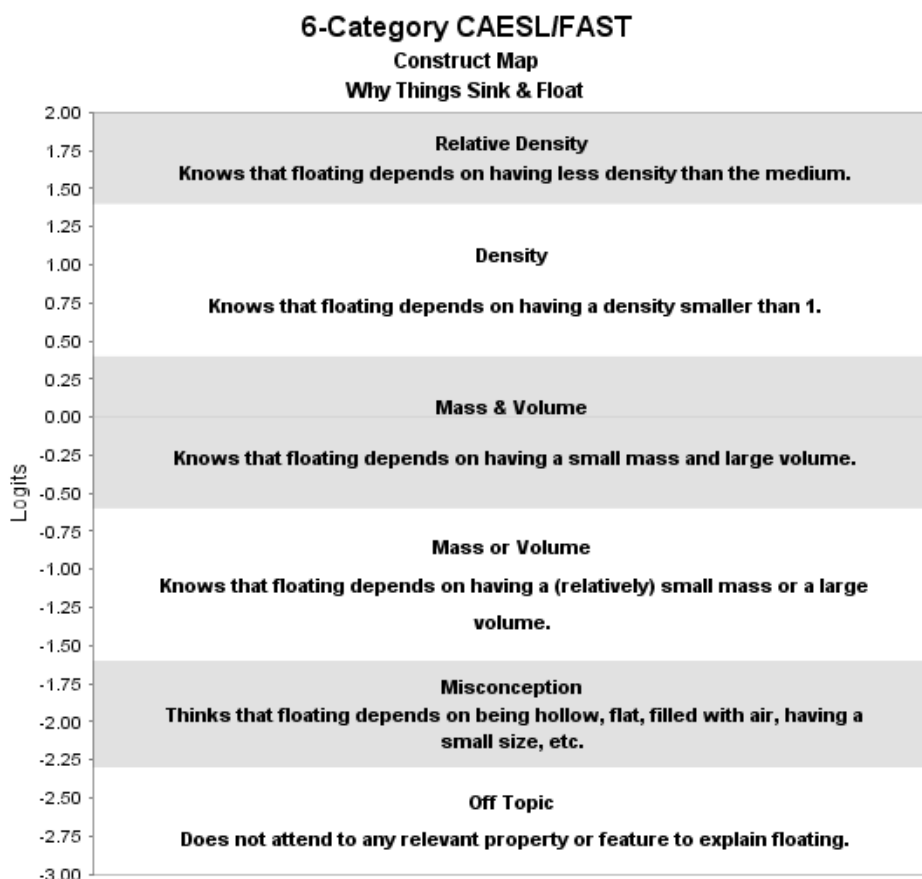 6-Category CAESL/FAST
Construct Map
Why Things Sink & Float
2.00
1.75
1.50
1.25
1.00
0.75
0.50
0.25
0.00
-0.25
-0.50
-0.75
-1.00
-1.25
-1.50
-1.75
-2.00
-2.25
-2.50
-2.75
-3.00
Logits
Relative Density
Knows that floating depends on having less density than the medium.
Density
Knows that floating depends on having a density smaller than 1.
Mass & Volume
Knows that floating depends on having a small mass and large volume.
Mass or Volume
Knows that floating depends on having a (relatively) small mass or a large
volume.
Misconception
Thinks that floating depends on being hollow, flat, filled with air, having a
small size, etc.
Off Topic
Does not attend to any relevant property or feature to explain floating.